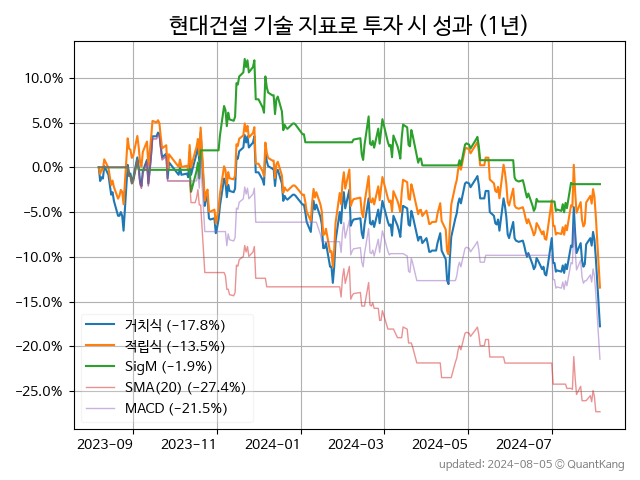 현대건설 기술 지표로 투자 시 성과 (1년)
10.0%
5.0%
0.0%
−5.0%
−10.0%
−15.0%
−20.0%
−25.0%
거치식 (−17.8%)
적립식 (−13.5%)
SigM (−1.9%)
SMA(20) (−27.4%)
MACD (−21.5%)
2023-09 2023-11 2024-01 2024-03 2024-05 2024-07
updated: 2024-08-05 © QuantKang